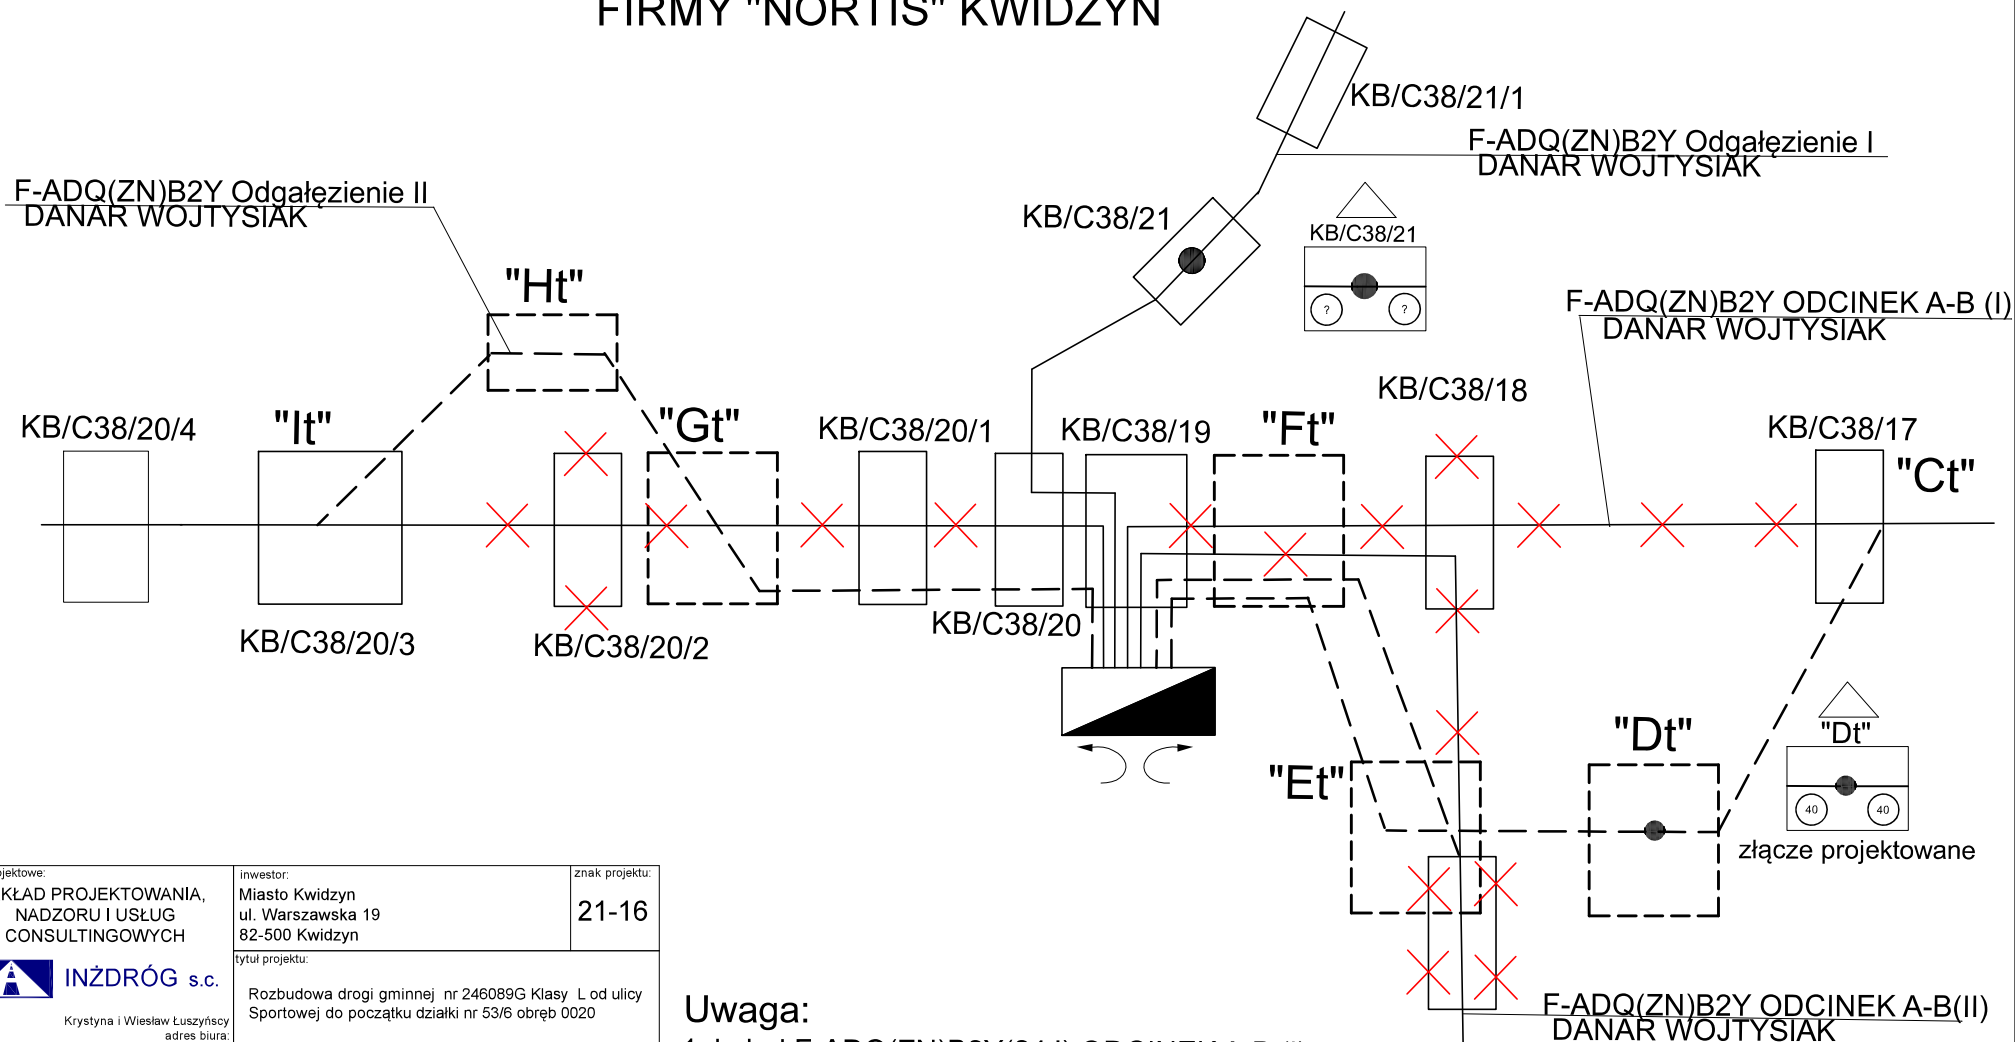 FIRMY "NORTIS" KWIDZYN
KB/C38/21/1
F-ADQ(ZN)B2Y Odgałęzienie I
DANAR WOJTYSIAK
F-ADQ(ZN)B2Y Odgałęzienie II
DANAR WOJTYSIAK
KB/C38/21
KB/C38/21
? ?
"Ht"
F-ADQ(ZN)B2Y ODCINEK A-B (I)
DANAR WOJTYSIAK
KB/C38/18
KB/C38/20/4
"It"
"Gt"
KB/C38/20/1
KB/C38/19
"Ft"
KB/C38/17
"Ct"
KB/C38/20/3
KB/C38/20/2
KB/C38/20
"Et"
"Dt"
"Dt"
40 40
złącze projektowane
jektowe:
KŁAD PROJEKTOWANIA,
NADZORU I USŁUG
CONSULTINGOWYCH
INŻDRÓG s.c.
Krystyna i Wiesław Łuszyńscy
adres biura:
inwestor:
Miasto Kwidzyn
ul. Warszawska 19
82-500 Kwidzyn
znak projektu:
21-16
tytuł projektu:
Rozbudowa drogi gminnej nr 246089G Klasy L od ulicy
Sportowej do początku działki nr 53/6 obręb 0020
Uwaga:
F-ADQ(ZN)B2Y ODCINEK A-B(II)
DANAR WOJTYSIAK